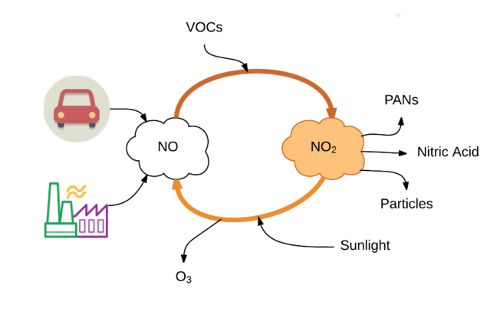 VOCs
PANs
NO
NO₂
Nitric Acid
Particles
Sunlight
O₃